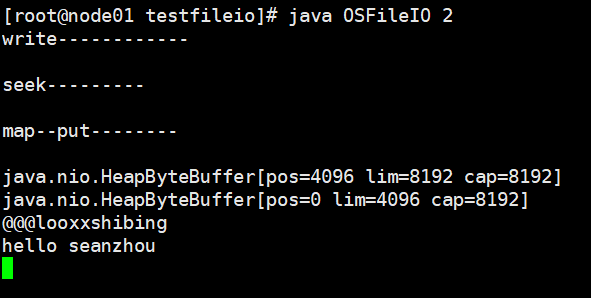 [root@node01 testfileio]# java OSFileIO 2
write------------
seek---------
map--put--------
java.nio.HeapByteBuffer[pos=4096 lim=8192 cap=8192]
java.nio.HeapByteBuffer[pos=0 lim=4096 cap=8192]
@@@looxxshibing
hello seanzhou